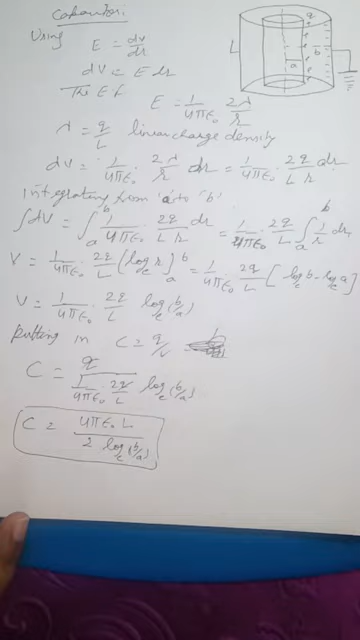 Using
E = dv/dr
dV = E dr
The E.f
E = 1/4πε₀ 2λ/r
λ = q/L linear charge density
dV = 1/4πε₀ · 2λ/r dr = 1/4πε₀ · 2q/L dr/r
Integrating from 'a' to 'b'
∫dV = ∫ₐᵇ 1/4πε₀ · 2q/L r dr = 1/4πε₀ · 2q/L ∫ₐᵇ 1/r dr
V = 1/4πε₀ · 2q/L (logₑ r)ₐᵇ = 1/4πε₀ · 2q/L [logₑ b - logₑ a]
V = 1/4πε₀ · 2q/L logₑ(b/a)
Putting in C = q/V
C = q / (1/4πε₀ · 2q/L logₑ(b/a))
C = 4πε₀ L / 2 logₑ(b/a)
L
q
a
b